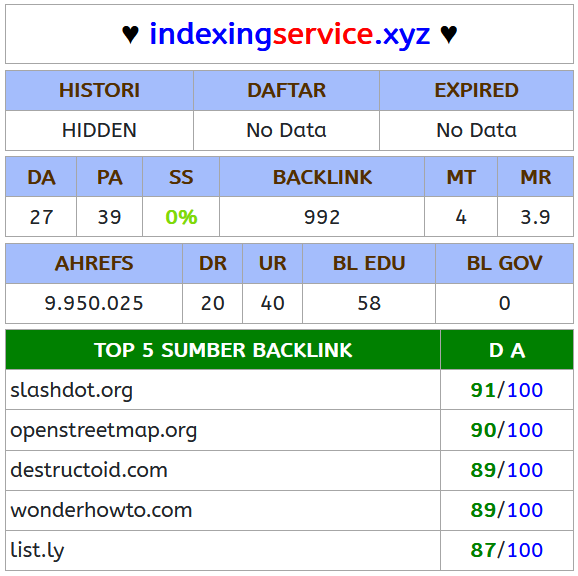 ♥ indexingservice.xyz ♥
HISTORI DAFTAR EXPIRED
HIDDEN No Data No Data
DA PA SS BACKLINK MT MR
27 39 0% 992 4 3.9
AHREFS DR UR BL EDU BL GOV
9.950.025 20 40 58 0
TOP 5 SUMBER BACKLINK D A
slashdot.org 91/100
openstreetmap.org 90/100
destructoid.com 89/100
wonderhowto.com 89/100
list.ly 87/100